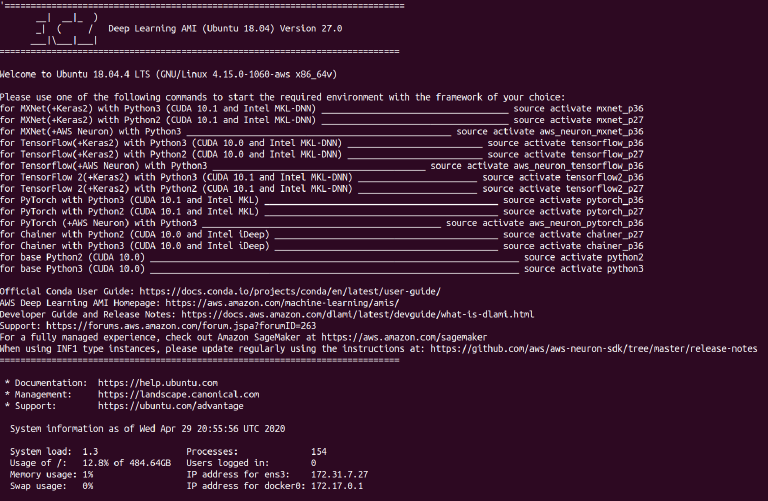 '=============================================================================
       __|  __|_  )
       _|  (     /   Deep Learning AMI (Ubuntu 18.04) Version 27.0
      ___|\___|___|
=============================================================================
Welcome to Ubuntu 18.04.4 LTS (GNU/Linux 4.15.0-1060-aws x86_64v)
Please use one of the following commands to start the required environment with the framework of your choice:
for MXNet(+Keras2) with Python3 (CUDA 10.1 and Intel MKL-DNN) ____________________________________ source activate mxnet_p36
for MXNet(+Keras2) with Python2 (CUDA 10.1 and Intel MKL-DNN) ____________________________________ source activate mxnet_p27
for MXNet(+AWS Neuron) with Python3 ___________________________________________________ source activate aws_neuron_mxnet_p36
for TensorFlow(+Keras2) with Python3 (CUDA 10.0 and Intel MKL-DNN) __________________________ source activate tensorflow_p36
for TensorFlow(+Keras2) with Python2 (CUDA 10.0 and Intel MKL-DNN) __________________________ source activate tensorflow_p27
for Tensorflow(+AWS Neuron) with Python3 _________________________________________ source activate aws_neuron_tensorflow_p36
for TensorFlow 2(+Keras2) with Python3 (CUDA 10.1 and Intel MKL-DNN) _______________________ source activate tensorflow2_p36
for TensorFlow 2(+Keras2) with Python2 (CUDA 10.1 and Intel MKL-DNN) _______________________ source activate tensorflow2_p27
for PyTorch with Python3 (CUDA 10.1 and Intel MKL) _____________________________________________ source activate pytorch_p36
for PyTorch with Python2 (CUDA 10.1 and Intel MKL) _____________________________________________ source activate pytorch_p27
for PyTorch (+AWS Neuron) with Python3 ______________________________________________ source activate aws_neuron_pytorch_p36
for Chainer with Python2 (CUDA 10.0 and Intel iDeep) ___________________________________________ source activate chainer_p27
for Chainer with Python3 (CUDA 10.0 and Intel iDeep) ___________________________________________ source activate chainer_p36
for base Python2 (CUDA 10.0) _______________________________________________________________________ source activate python2
for base Python3 (CUDA 10.0) _______________________________________________________________________ source activate python3
Official Conda User Guide: https://docs.conda.io/projects/conda/en/latest/user-guide/
AWS Deep Learning AMI Homepage: https://aws.amazon.com/machine-learning/amis/
Developer Guide and Release Notes: https://docs.aws.amazon.com/dlami/latest/devguide/what-is-dlami.html
Support: https://forums.aws.amazon.com/forum.jspa?forumID=263
For a fully managed experience, check out Amazon SageMaker at https://aws.amazon.com/sagemaker
When using INF1 type instances, please update regularly using the instructions at: https://github.com/aws/aws-neuron-sdk/tree/master/release-notes
=============================================================================
 * Documentation:  https://help.ubuntu.com
 * Management:     https://landscape.canonical.com
 * Support:        https://ubuntu.com/advantage
  System information as of Wed Apr 29 20:55:56 UTC 2020
  System load:  1.3                Processes:              154
  Usage of /:   12.8% of 484.64GB   Users logged in:        0
  Memory usage: 1%                 IP address for ens3:    172.31.7.27
  Swap usage:   0%                 IP address for docker0: 172.17.0.1